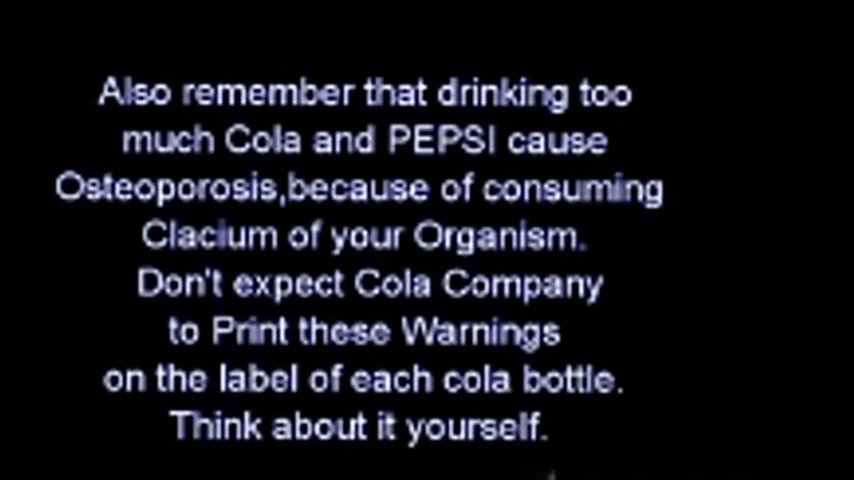 Also remember that drinking too
much Cola and PEPSI cause
Osteoporosis,because of consuming
Clacium of your Organism.
Don't expect Cola Company
to Print these Warnings
on the label of each cola bottle.
Think about it yourself.